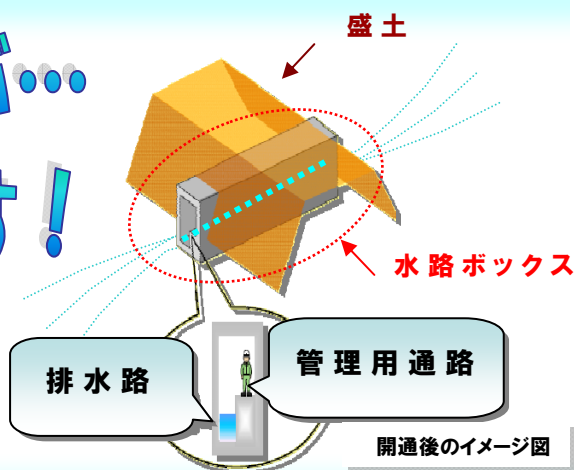 盛土
水路ボックス
排水路
管理用通路
開通後のイメージ図